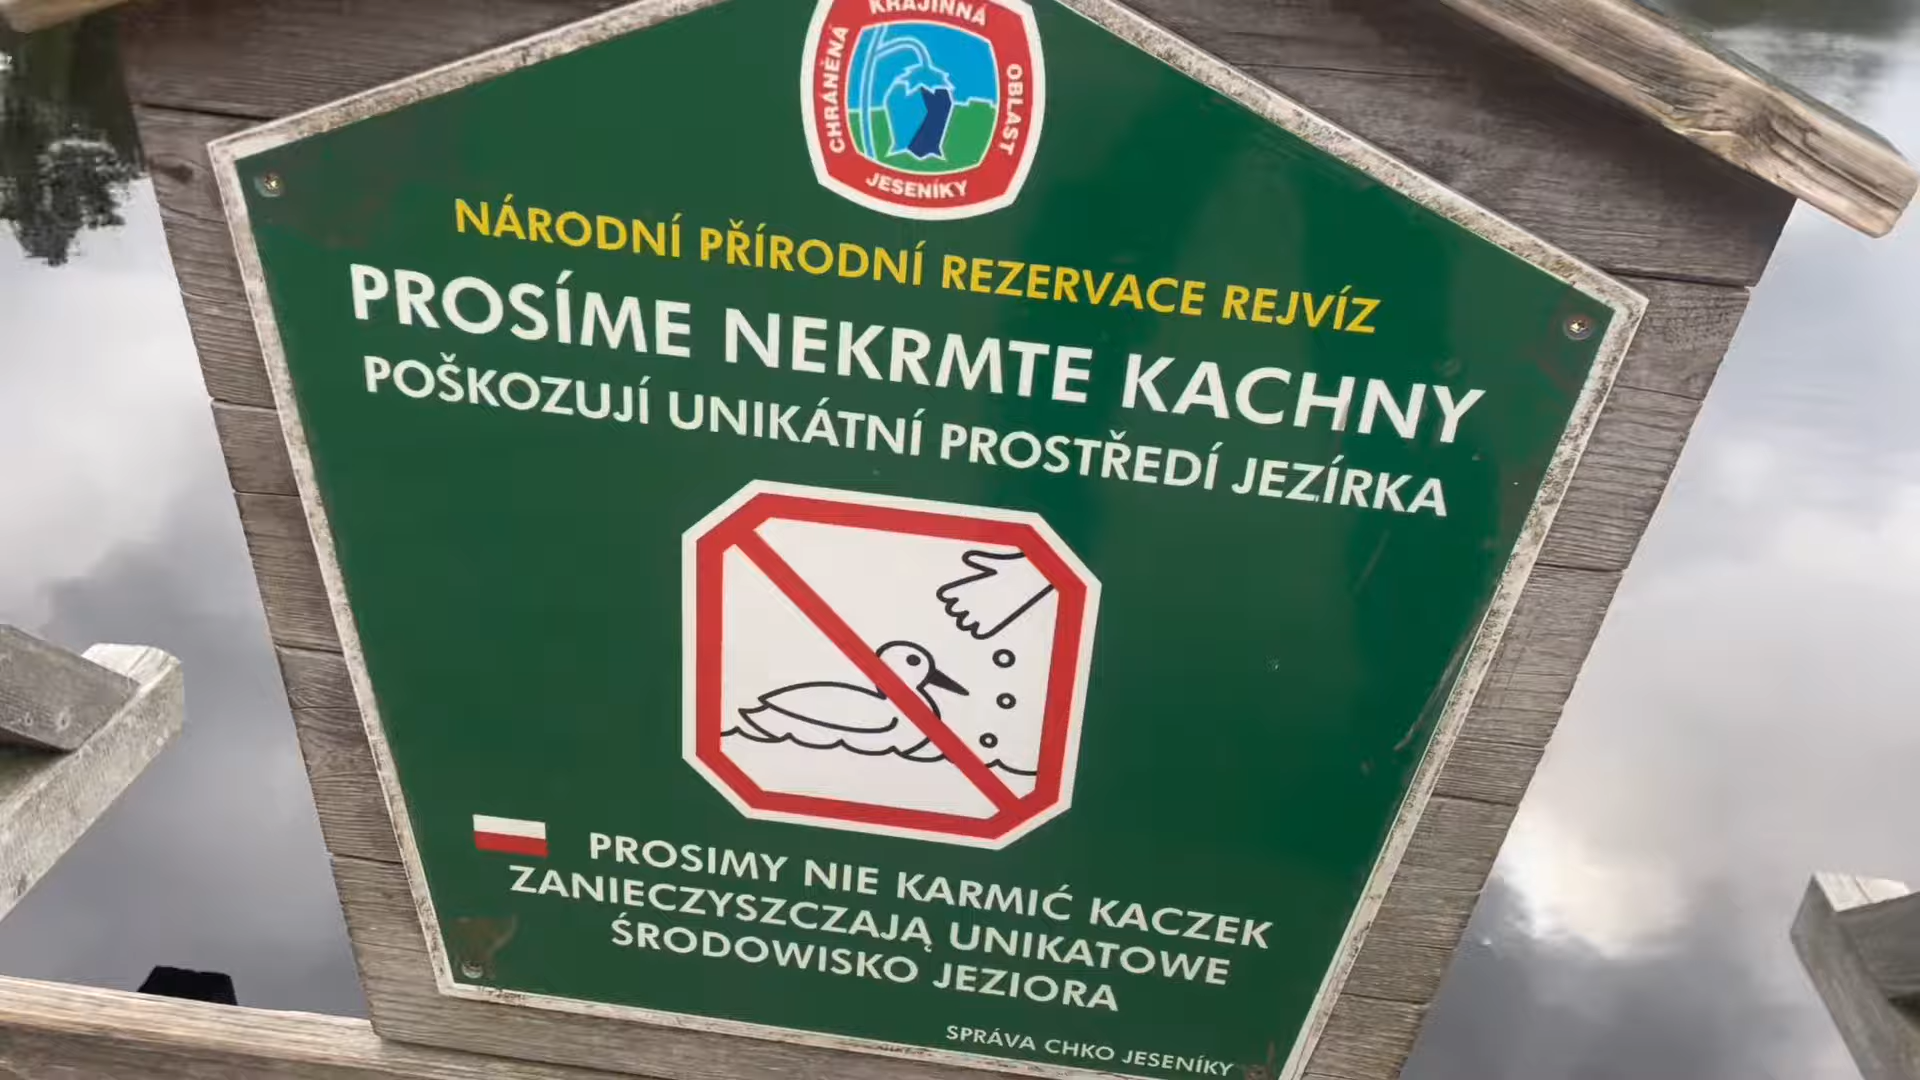 CHRÁNĚNÁ KRAJINNÁ OBLAST
JESENÍKY
NÁRODNÍ PŘÍRODNÍ REZERVACE REJVÍZ
PROSÍME NEKRMTE KACHNY
POŠKOZUJÍ UNIKÁTNÍ PROSTŘEDÍ JEZÍRKA
PROSIMY NIE KARMIĆ KACZEK
ZANIECZYSZCZAJĄ UNIKATOWE
ŚRODOWISKO JEZIORA
SPRÁVA CHKO JESENÍKY